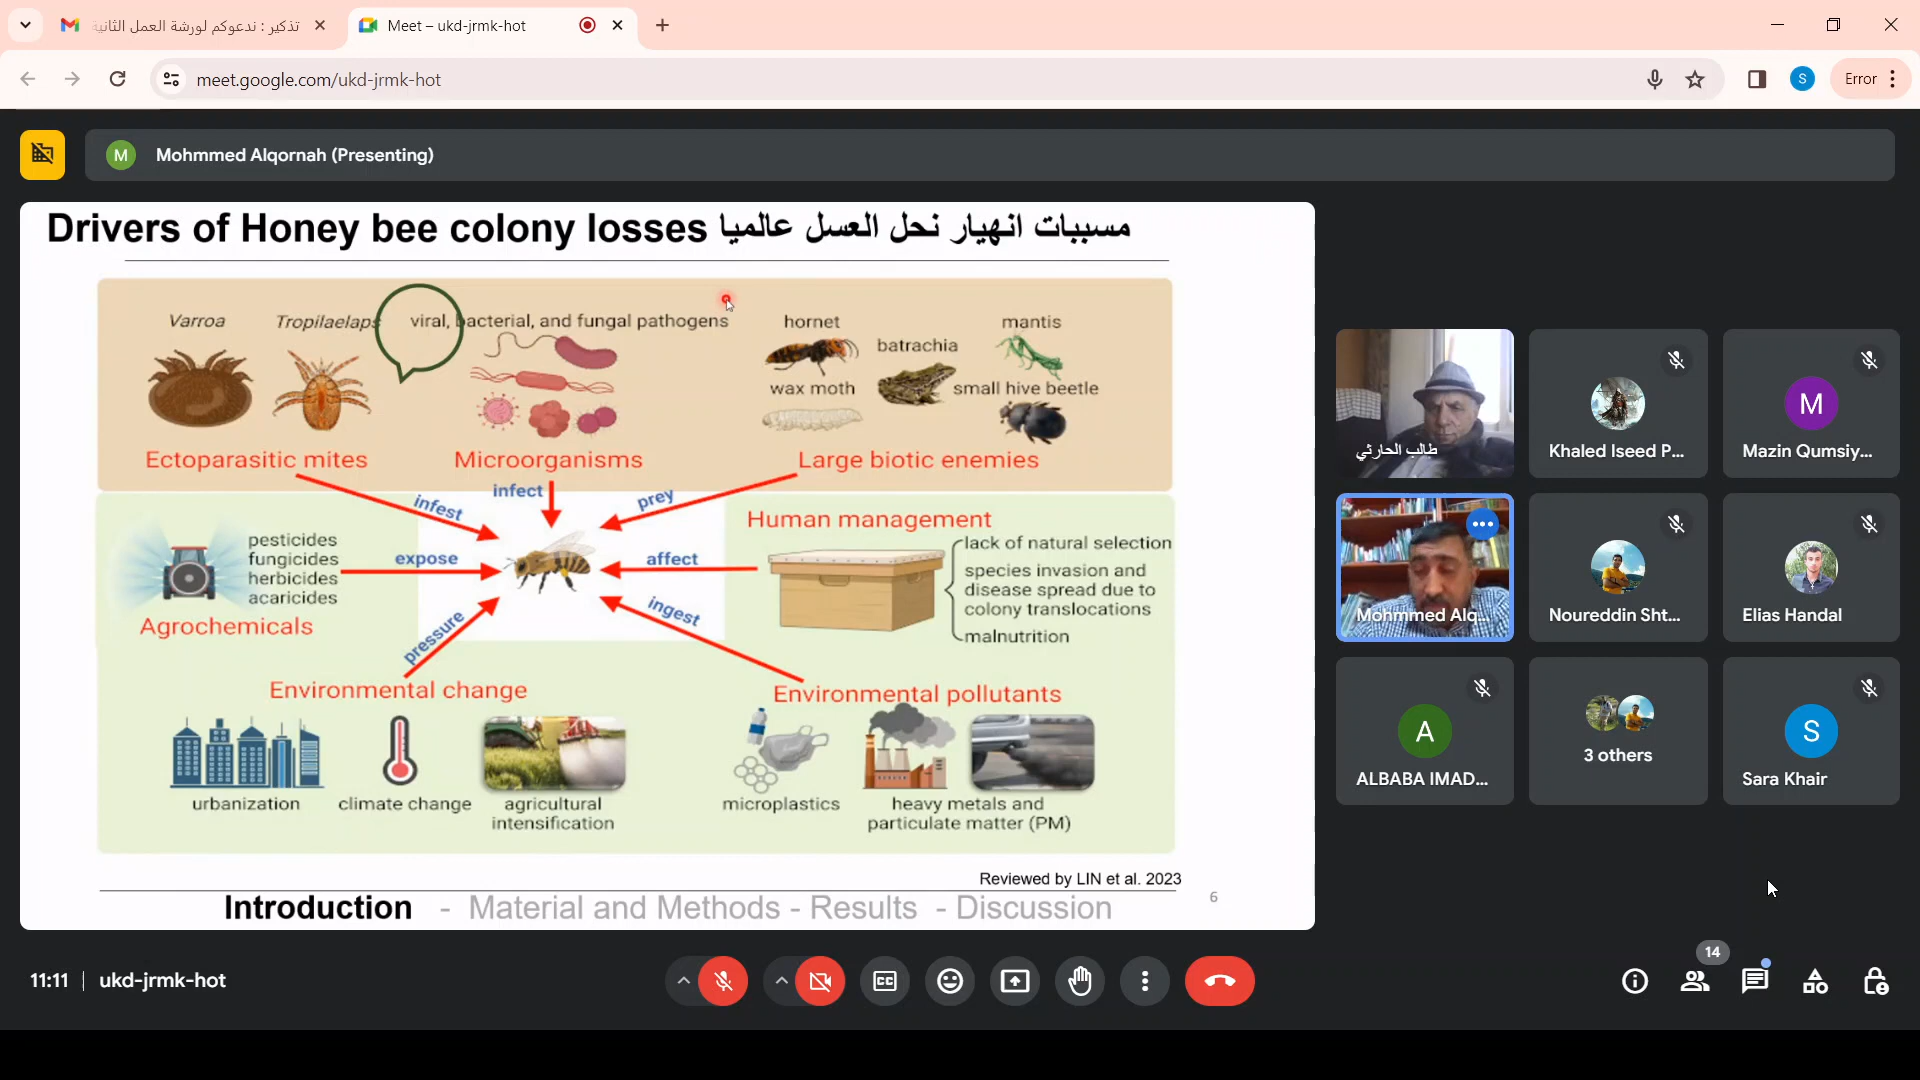 تذكير : ندعوكم لورشة العمل الثانية
Meet – ukd-jrmk-hot
meet.google.com/ukd-jrmk-hot
S
Error
M
Mohmmed Alqornah (Presenting)
Drivers of Honey bee colony losses مسببات انهيار نحل العسل عالميا
Varroa
Tropilaelaps
viral, bacterial, and fungal pathogens
hornet
mantis
batrachia
wax moth
small hive beetle
Ectoparasitic mites
Microorganisms
Large biotic enemies
infest
infect
prey
pesticides
fungicides
herbicides
acaricides
Agrochemicals
expose
affect
Human management
lack of natural selection
species invasion and
disease spread due to
colony translocations
malnutrition
pressure
ingest
Environmental change
Environmental pollutants
urbanization
climate change
agricultural
intensification
microplastics
heavy metals and
particulate matter (PM)
Reviewed by LIN et al. 2023
Introduction - Material and Methods - Results - Discussion
6
طالب الحارثي
Khaled Iseed P...
M
Mazin Qumsiy...
Mohmmed Alq...
Noureddin Sht...
Elias Handal
A
ALBABA IMAD...
3 others
S
Sara Khair
11:11 | ukd-jrmk-hot
CC
14